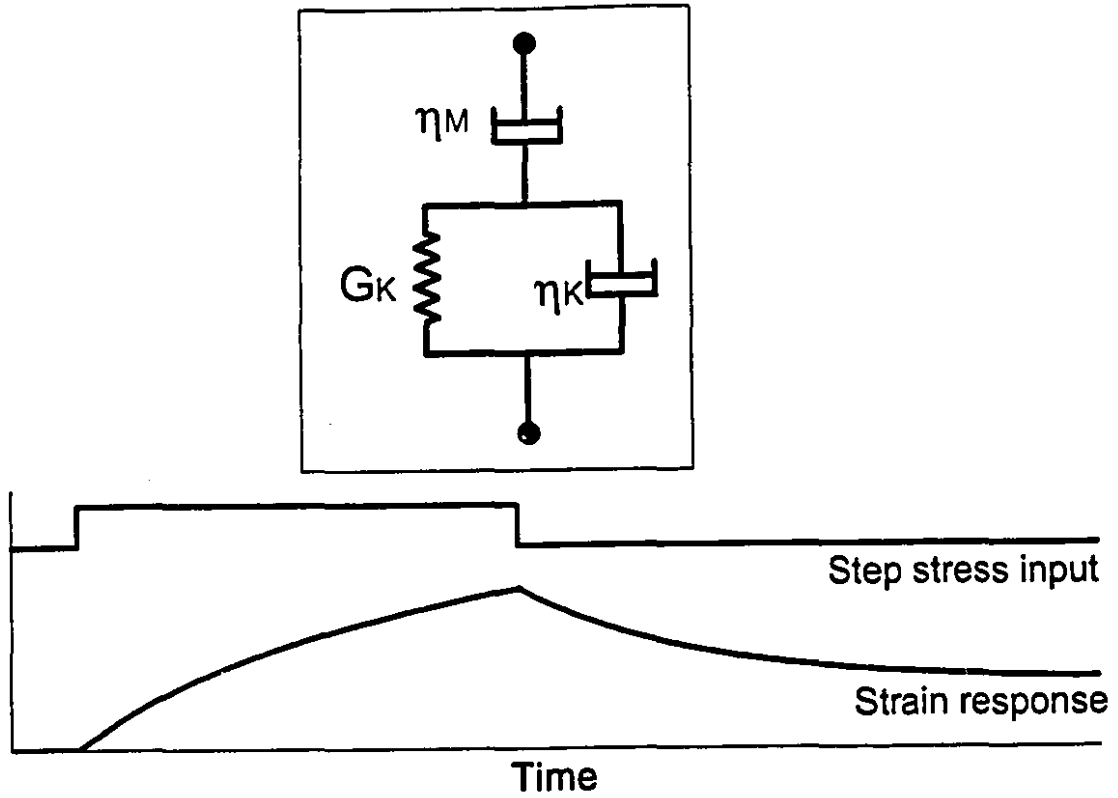 ηM
GK
ηK
Step stress input
Strain response
Time